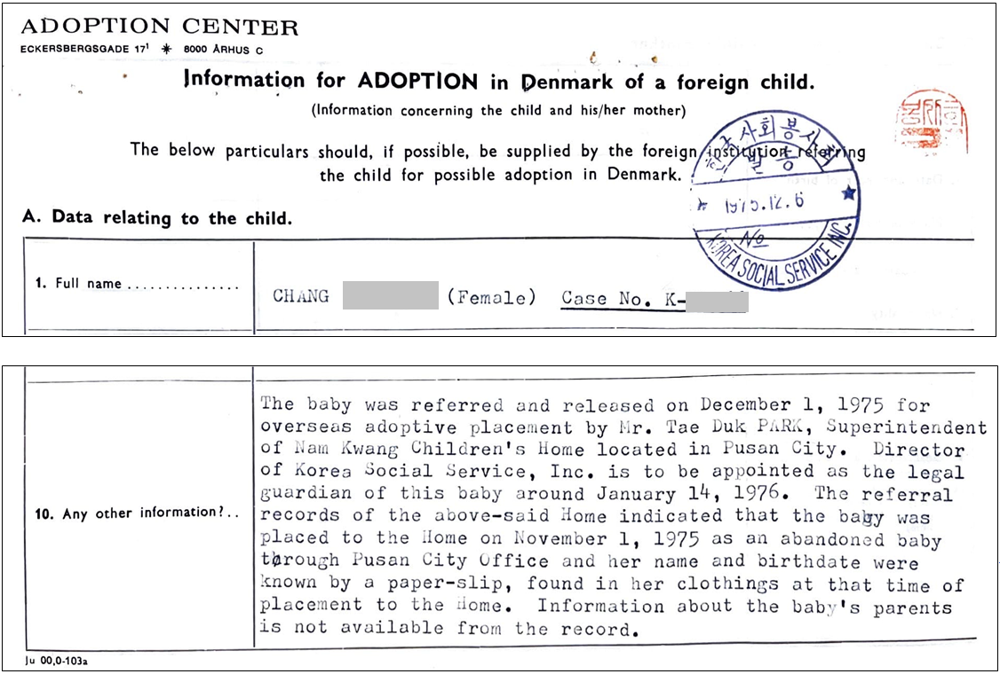 ADOPTION CENTER
ECKERSBERGSGADE 17¹ ✷ 8000 ÅRHUS C
Information for ADOPTION in Denmark of a foreign child.
(Information concerning the child and his/her mother)
The below particulars should, if possible, be supplied by the foreign institution referring
the child for possible adoption in Denmark.
사회봉사회
발송
1975.12.6
No
KOREA SOCIAL SERVICE INC.
A. Data relating to the child.
1. Full name ...............
CHANG (Female) Case No. K-
10. Any other information?..
The baby was referred and released on December 1, 1975 for
overseas adoptive placement by Mr. Tae Duk PARK, Superintendent
of Nam Kwang Children's Home located in Pusan City. Director
of Korea Social Service, Inc. is to be appointed as the legal
guardian of this baby around January 14, 1976. The referral
records of the above-said Home indicated that the baby was
placed to the Home on November 1, 1975 as an abandoned baby
through Pusan City Office and her name and birthdate were
known by a paper-slip, found in her clothings at that time of
placement to the Home. Information about the baby's parents
is not available from the record.
Ju 00,0-103a